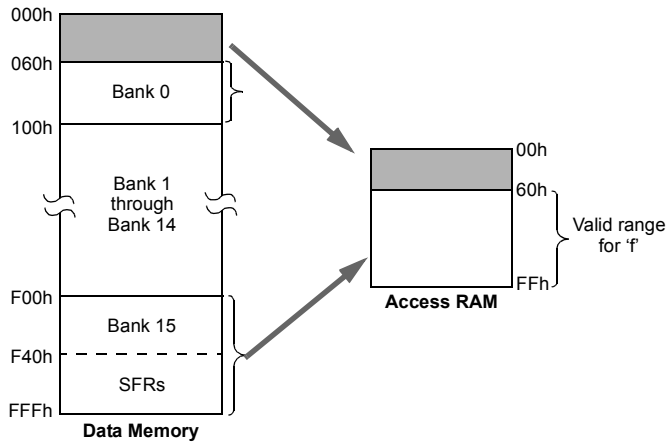 000h
060h
Bank 0
100h
Bank 1
through
Bank 14
F00h
Bank 15
F40h
SFRs
FFFh
Data Memory
00h
60h
Valid range
for ‘f’
FFh
Access RAM